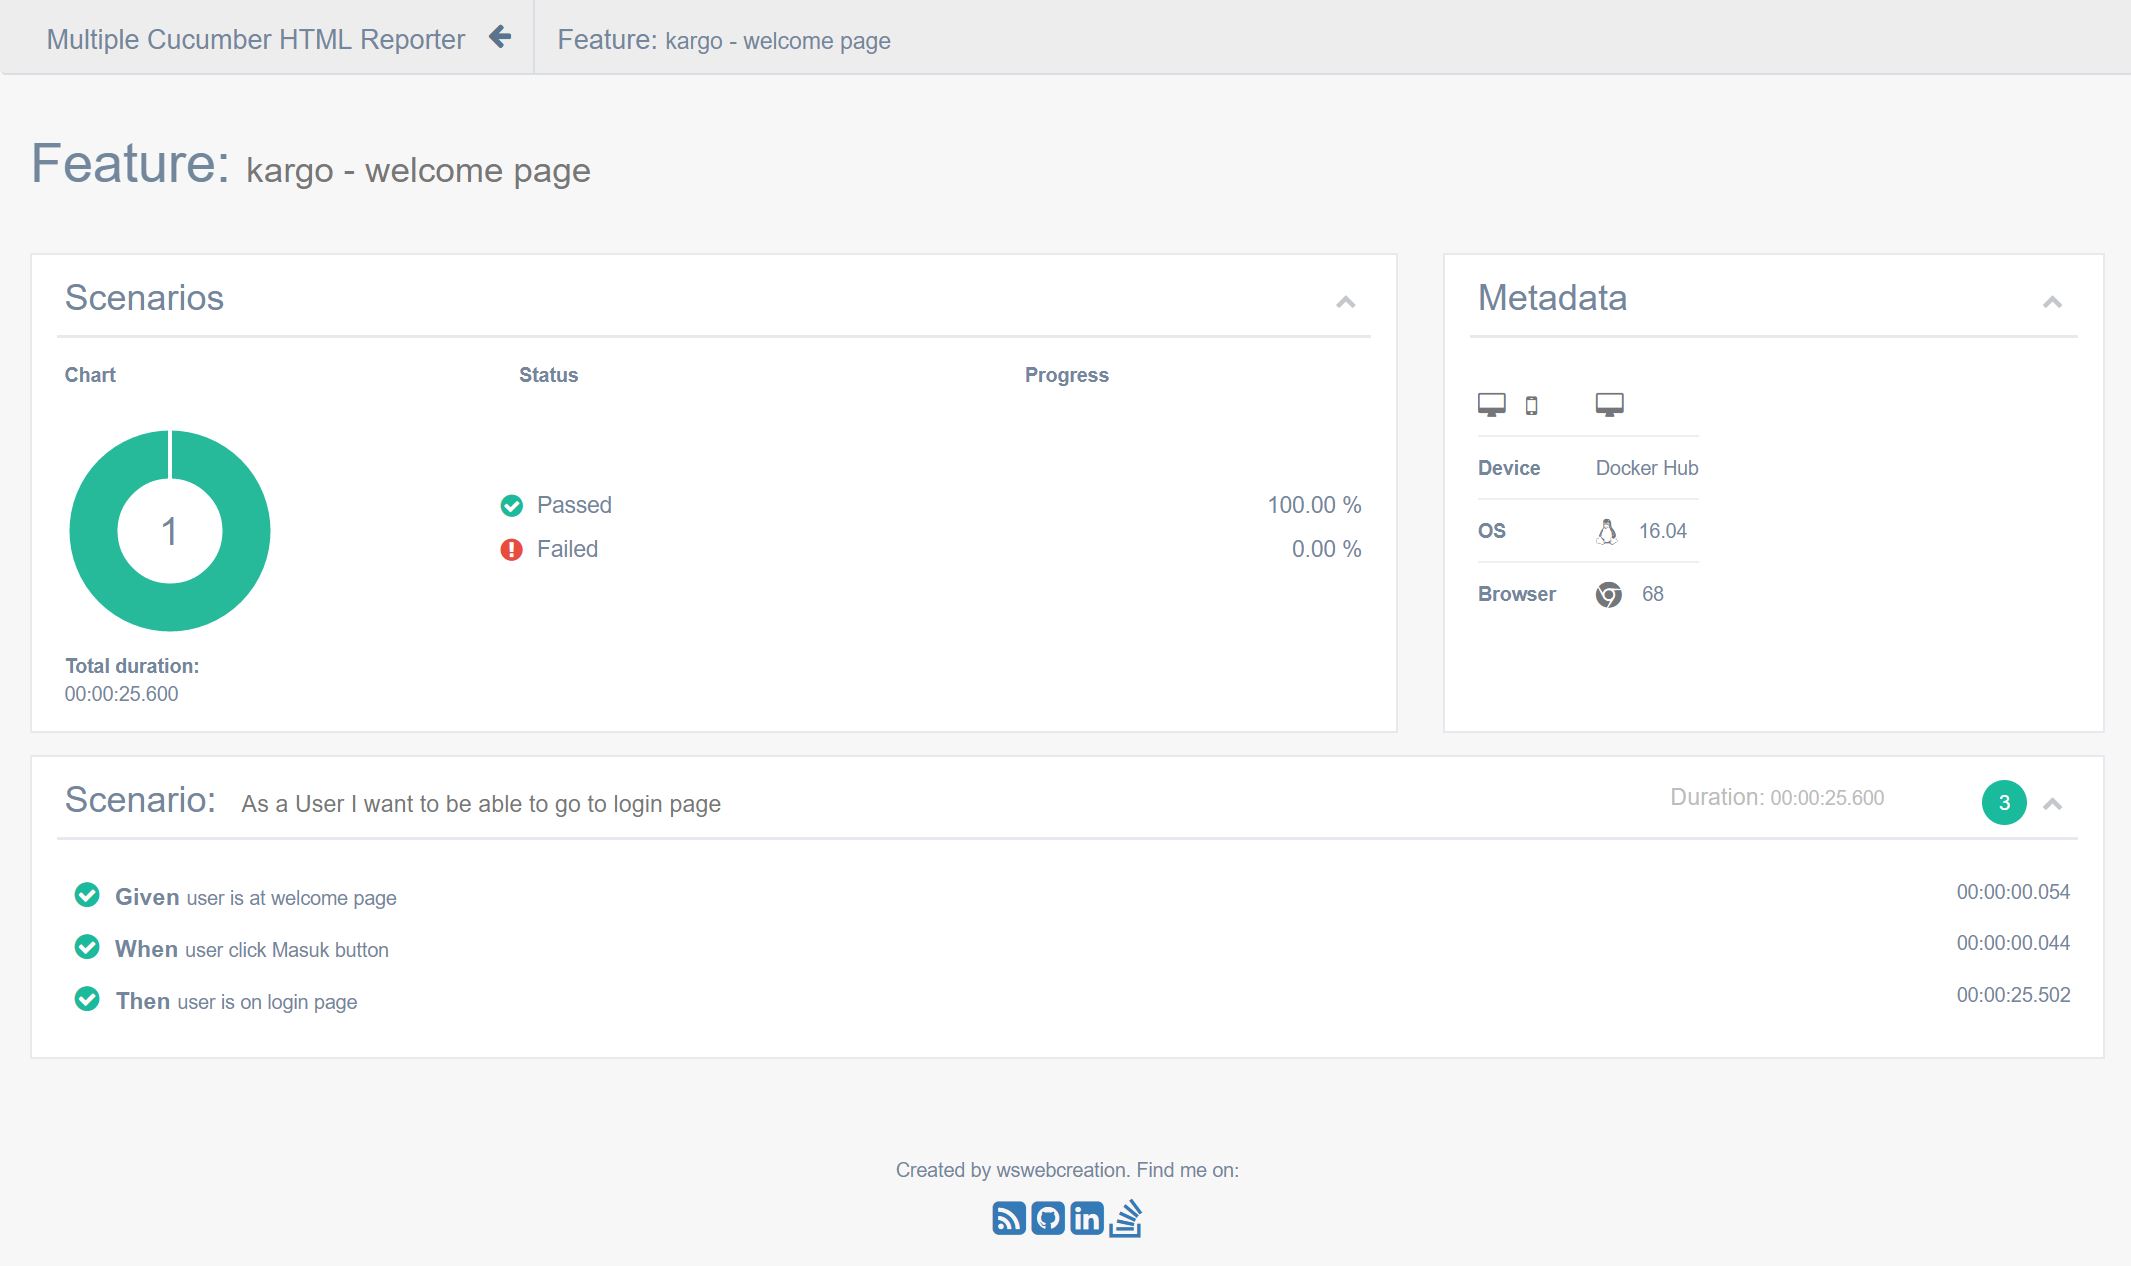 Multiple Cucumber HTML Reporter
Feature: kargo - welcome page
Feature: kargo - welcome page
Scenarios
Chart Status Progress
1
Passed 100.00 %
Failed 0.00 %
Total duration:
00:00:25.600
Metadata
Device Docker Hub
OS 16.04
Browser 68
Scenario: As a User I want to be able to go to login page Duration: 00:00:25.600 3
Given user is at welcome page 00:00:00.054
When user click Masuk button 00:00:00.044
Then user is on login page 00:00:25.502
Created by wswebcreation. Find me on:
in